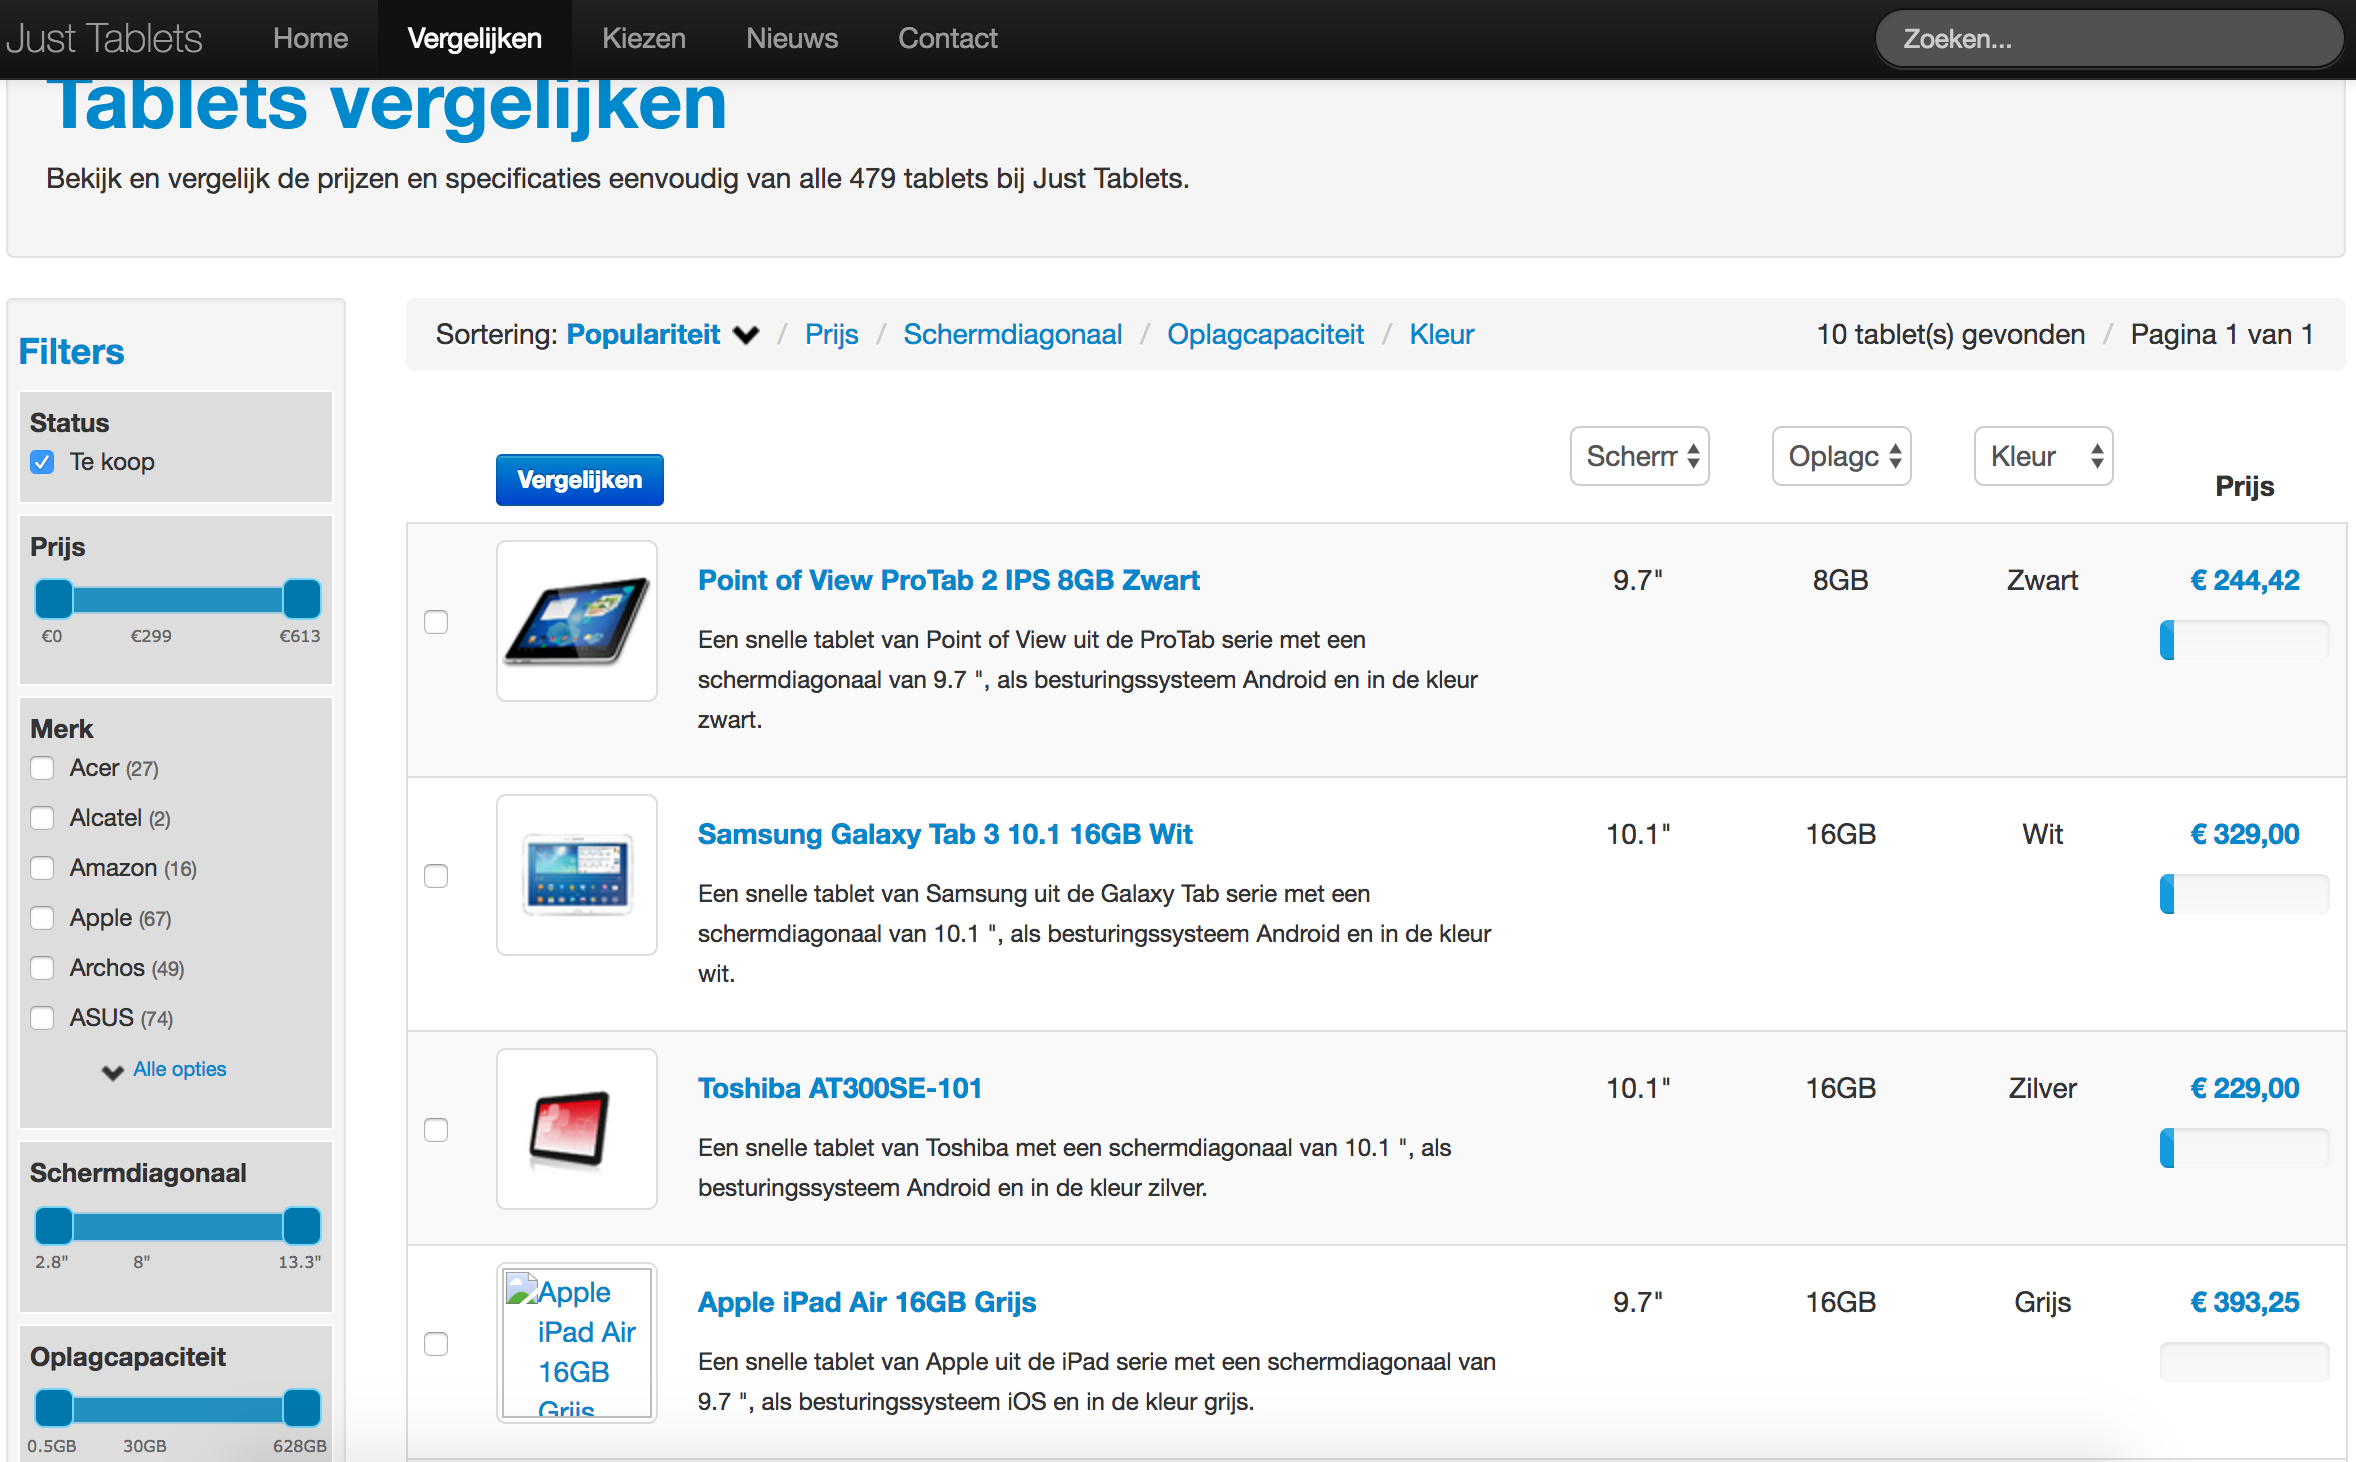 Just Tablets Home Vergelijken Kiezen Nieuws Contact Zoeken...
Tablets vergelijken
Bekijk en vergelijk de prijzen en specificaties eenvoudig van alle 479 tablets bij Just Tablets.
Filters
Status
Te koop
Prijs
€0 €299 €613
Merk
Acer (27)
Alcatel (2)
Amazon (16)
Apple (67)
Archos (49)
ASUS (74)
Alle opties
Schermdiagonaal
2.8" 8" 13.3"
Oplagcapaciteit
0.5GB 30GB 628GB
Sortering: Populariteit / Prijs / Schermdiagonaal / Oplagcapaciteit / Kleur 10 tablet(s) gevonden / Pagina 1 van 1
Vergelijken Scherm Oplagc Kleur Prijs
Point of View ProTab 2 IPS 8GB Zwart 9.7" 8GB Zwart € 244,42
Een snelle tablet van Point of View uit de ProTab serie met een
schermdiagonaal van 9.7 ", als besturingssysteem Android en in de kleur
zwart.
Samsung Galaxy Tab 3 10.1 16GB Wit 10.1" 16GB Wit € 329,00
Een snelle tablet van Samsung uit de Galaxy Tab serie met een
schermdiagonaal van 10.1 ", als besturingssysteem Android en in de kleur
wit.
Toshiba AT300SE-101 10.1" 16GB Zilver € 229,00
Een snelle tablet van Toshiba met een schermdiagonaal van 10.1 ", als
besturingssysteem Android en in de kleur zilver.
Apple
iPad Air
16GB
Grijs
Apple iPad Air 16GB Grijs 9.7" 16GB Grijs € 393,25
Een snelle tablet van Apple uit de iPad serie met een schermdiagonaal van
9.7 ", als besturingssysteem iOS en in de kleur grijs.